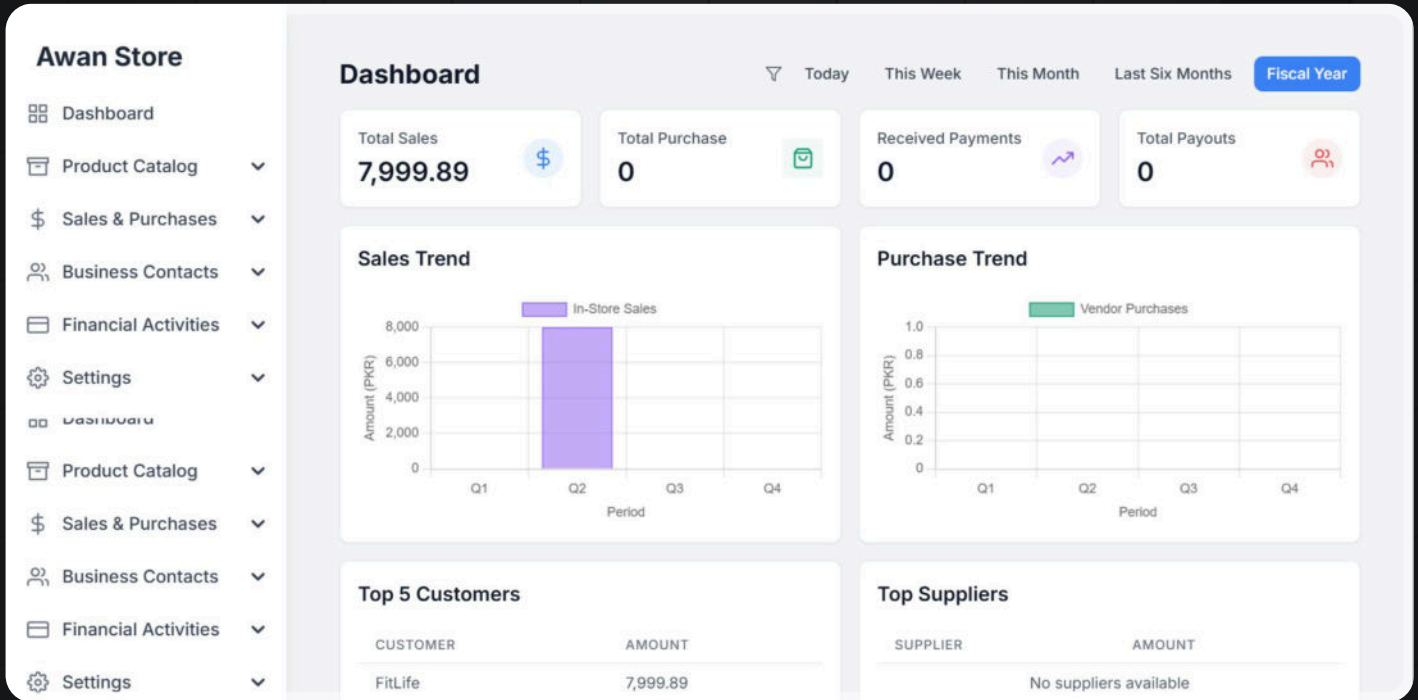 Awan Store
Dashboard
Product Catalog
Sales & Purchases
Business Contacts
Financial Activities
Settings
Dashboard
Product Catalog
Sales & Purchases
Business Contacts
Financial Activities
Settings
Dashboard
Today
This Week
This Month
Last Six Months
Fiscal Year
Total Sales
7,999.89
Total Purchase
0
Received Payments
0
Total Payouts
0
Sales Trend
In-Store Sales
Amount (PKR)
8,000
6,000
4,000
2,000
0
Q1 Q2 Q3 Q4
Period
Purchase Trend
Vendor Purchases
Amount (PKR)
1.0
0.8
0.6
0.4
0.2
0
Q1 Q2 Q3 Q4
Period
Top 5 Customers
CUSTOMER AMOUNT
FitLife 7,999.89
Top Suppliers
SUPPLIER AMOUNT
No suppliers available